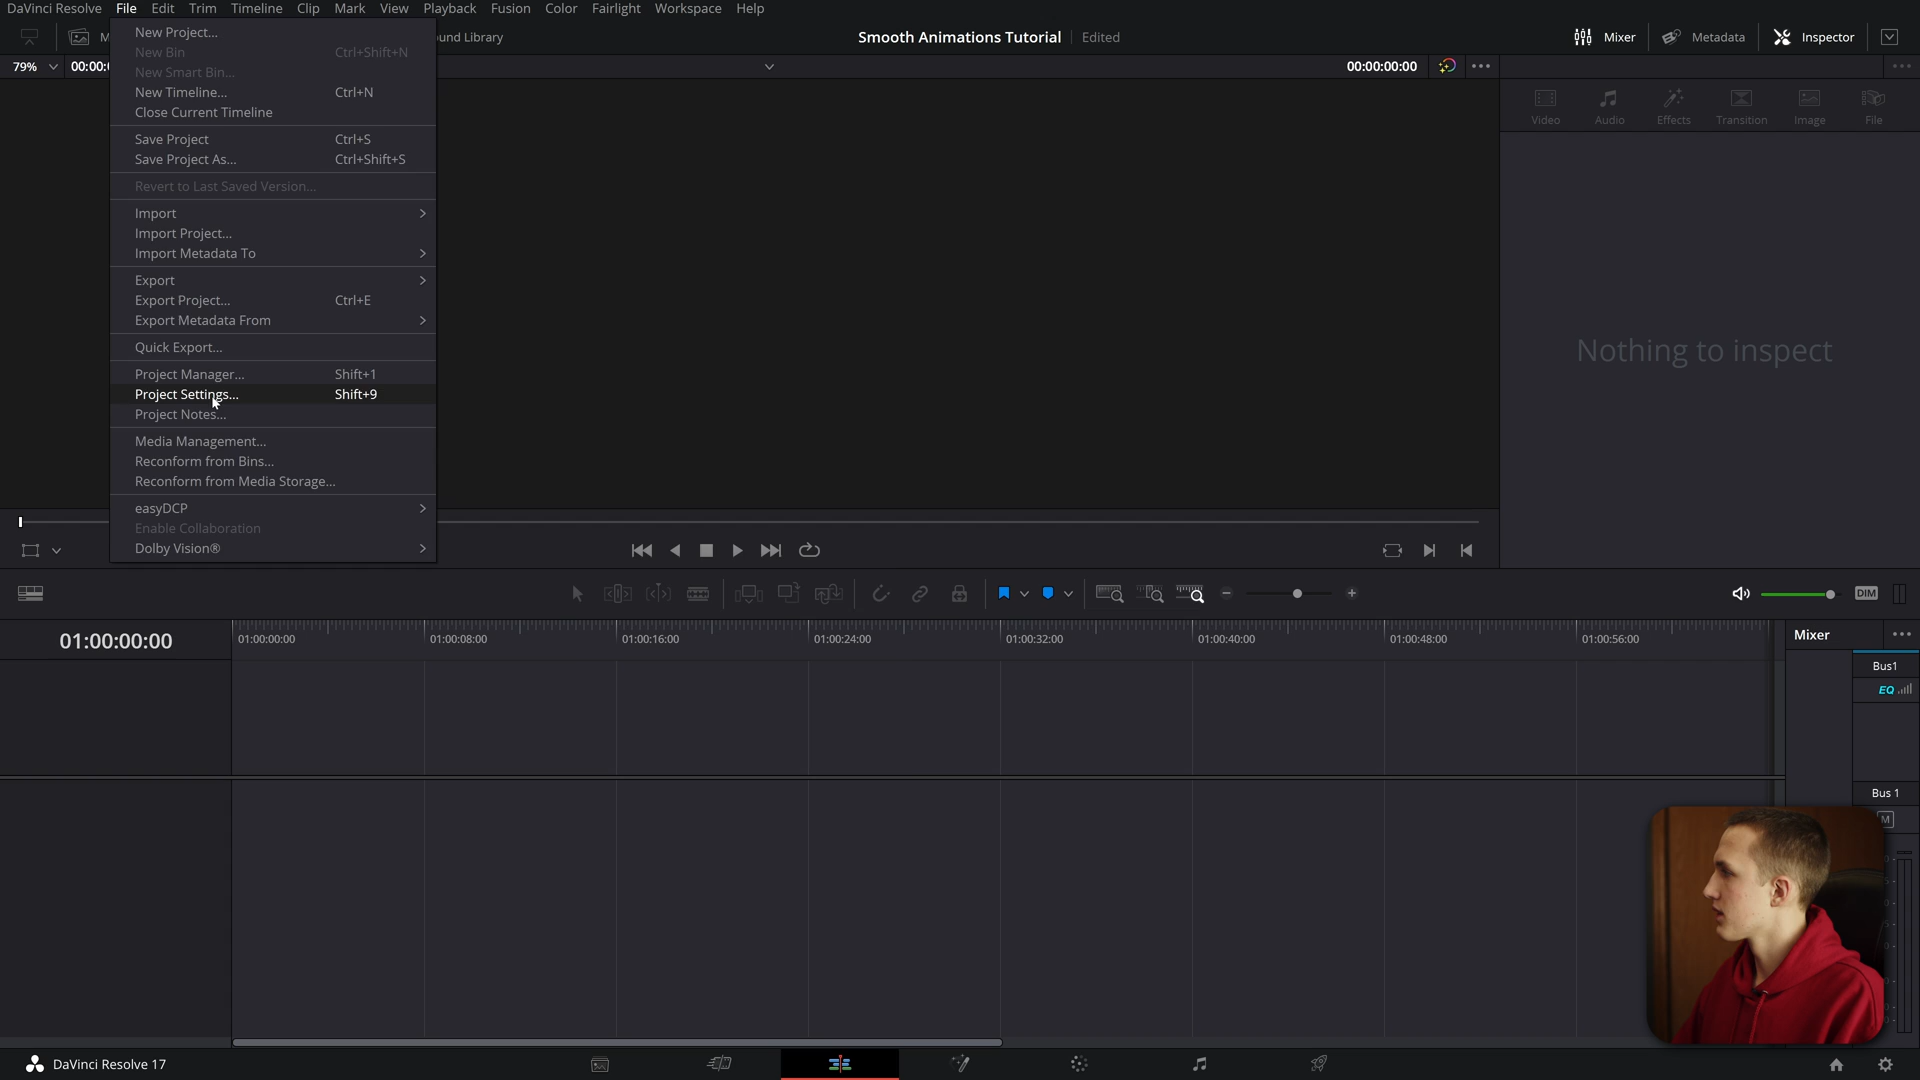 DaVinci Resolve File Edit Trim Timeline Clip Mark View Playback Fusion Color Fairlight Workspace Help
M
und Library
Smooth Animations Tutorial Edited
Mixer Metadata Inspector
79% 00:00:
00:00:00:00
New Project...
New Bin Ctrl+Shift+N
New Smart Bin...
New Timeline... Ctrl+N
Close Current Timeline
Save Project Ctrl+S
Save Project As... Ctrl+Shift+S
Revert to Last Saved Version...
Import
Import Project...
Import Metadata To
Export
Export Project... Ctrl+E
Export Metadata From
Quick Export...
Project Manager... Shift+1
Project Settings... Shift+9
Project Notes...
Media Management...
Reconform from Bins...
Reconform from Media Storage...
easyDCP
Enable Collaboration
Dolby Vision®
Video Audio Effects Transition Image File
Nothing to inspect
DIM
01:00:00:00
01:00:00:00 01:00:08:00 01:00:16:00 01:00:24:00 01:00:32:00 01:00:40:00 01:00:48:00 01:00:56:00
Mixer
Bus1
EQ
Bus 1
M
DaVinci Resolve 17